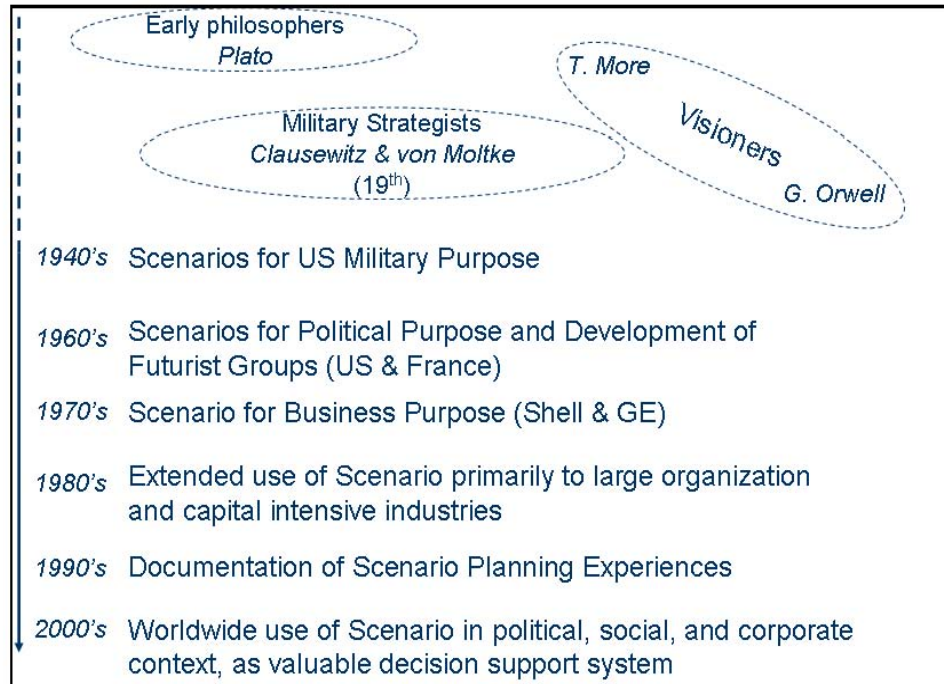 Early philosophers
Plato
T. More
Visioners
G. Orwell
Military Strategists
Clausewitz & von Moltke
(19th)
1940's Scenarios for US Military Purpose
1960's Scenarios for Political Purpose and Development of
Futurist Groups (US & France)
1970's Scenario for Business Purpose (Shell & GE)
1980's Extended use of Scenario primarily to large organization
and capital intensive industries
1990's Documentation of Scenario Planning Experiences
2000's Worldwide use of Scenario in political, social, and corporate
context, as valuable decision support system